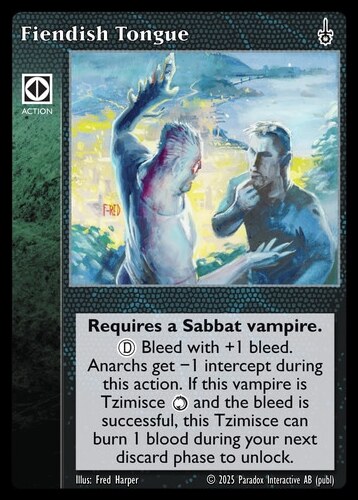 Fiendish Tongue
ACTION
F-RED
Requires a Sabbat vampire.
D Bleed with +1 bleed.
Anarchs get −1 intercept during
this action. If this vampire is
Tzimisce and the bleed is
successful, this Tzimisce can
burn 1 blood during your next
discard phase to unlock.
Illus: Fred Harper © 2025 Paradox Interactive AB (publ)